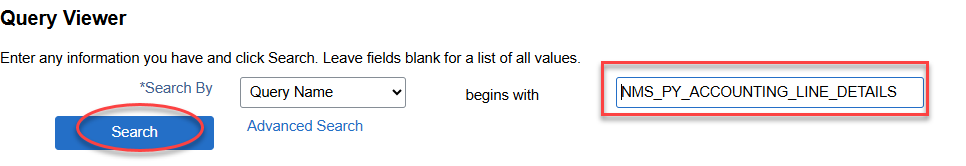 Query Viewer
Enter any information you have and click Search. Leave fields blank for a list of all values.
*Search By Query Name begins with NMS_PY_ACCOUNTING_LINE_DETAILS
Search Advanced Search